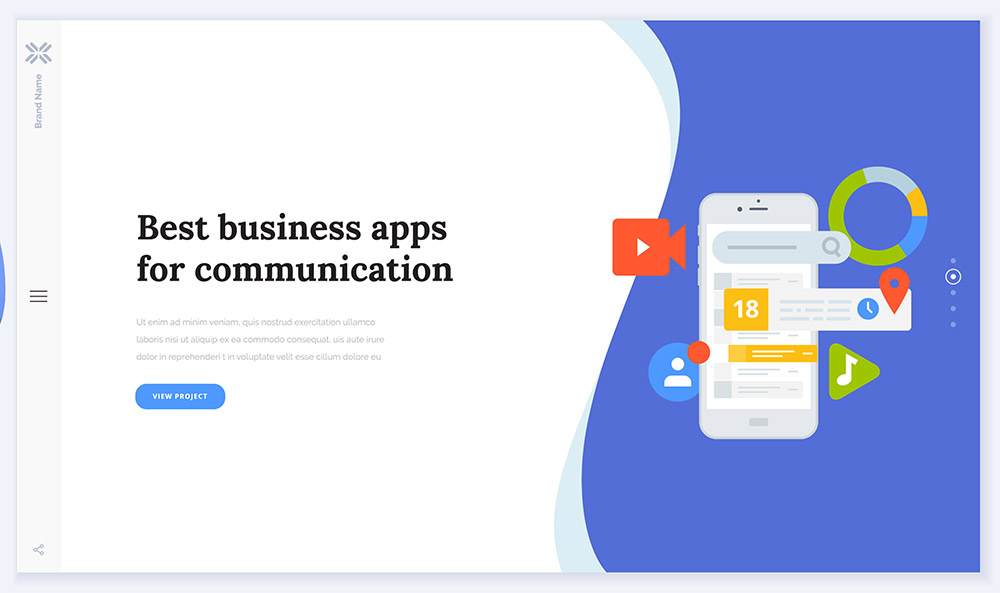 Brand Name
Best business apps
for communication
Ut enim ad minim veniam, quis nostrud exercitation ullamco
laboris nisi ut aliquip ex ea commodo consequat. uis aute irure
dolor in reprehenderi t in voluptate velit esse cillum dolore eu
VIEW PROJECT
18